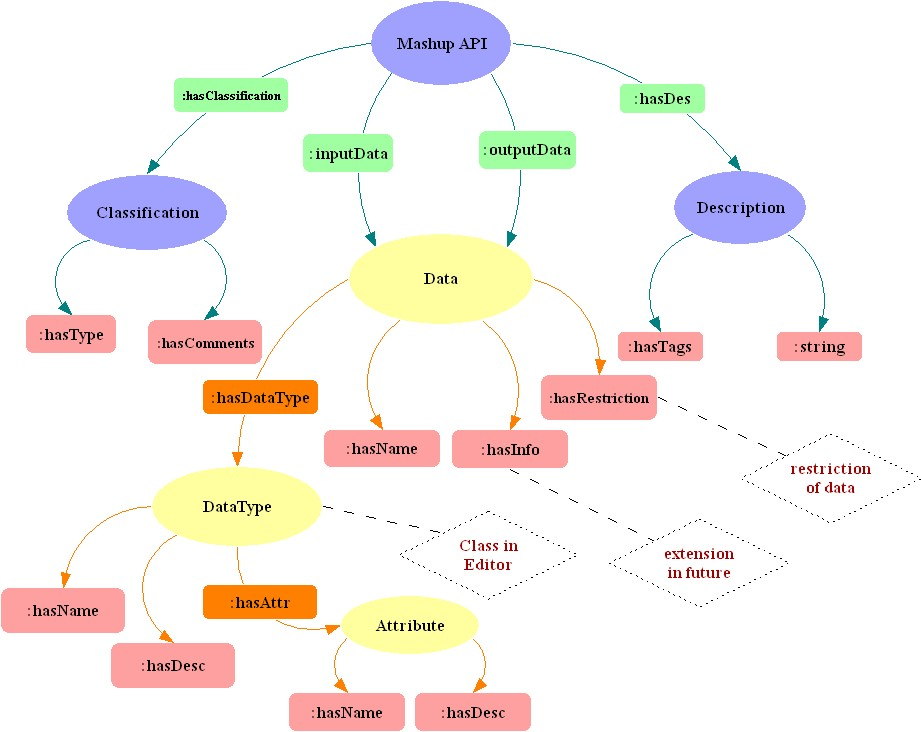 Mashup API
:hasClassification
:hasDes
:inputData
:outputData
Classification
Description
Data
:hasType
:hasComments
:hasTags
:string
:hasDataType
:hasRestriction
:hasName
:hasInfo
restriction
of data
DataType
Class in
Editor
extension
in future
:hasName
:hasAttr
Attribute
:hasDesc
:hasName
:hasDesc